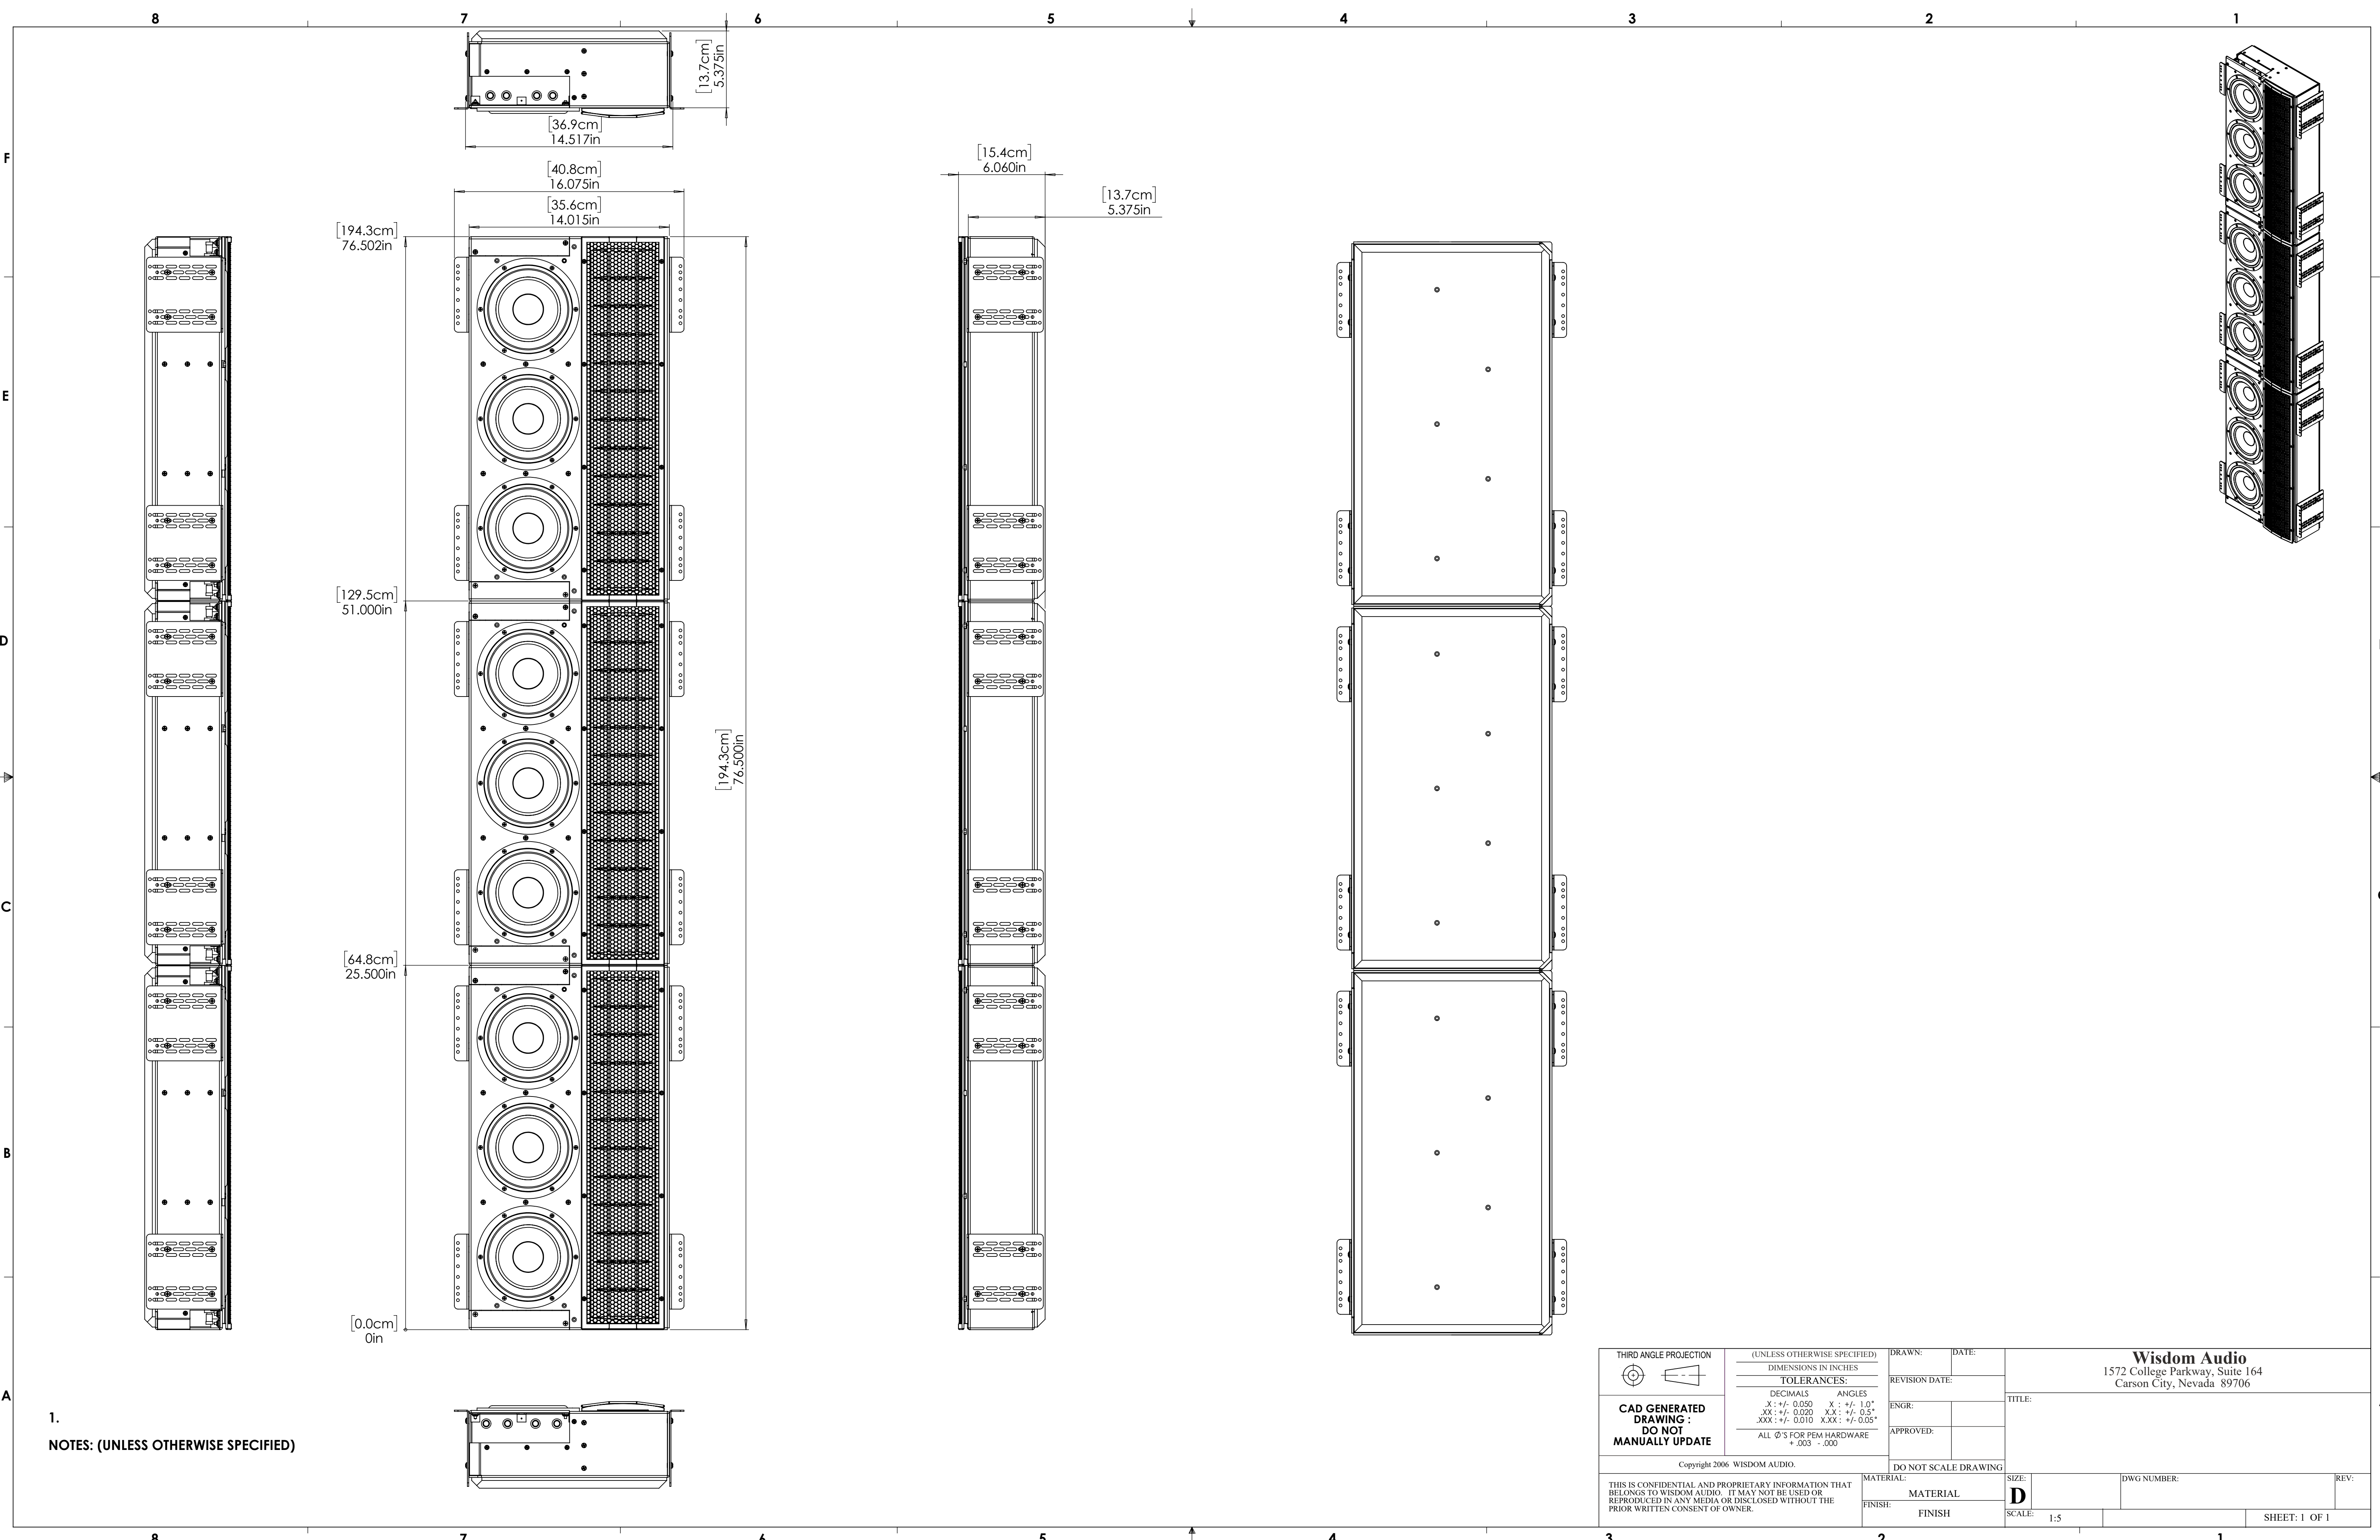 8 7 6 5 4 3 2 1
[13.7cm]
5.375in
[36.9cm]
14.517in
F
[40.8cm]
16.075in
[35.6cm]
14.015in
[15.4cm]
6.060in
[13.7cm]
5.375in
[194.3cm]
76.502in
E
[129.5cm]
51.000in
D
[194.3cm]
76.500in
C
[64.8cm]
25.500in
B
[0.0cm]
0in
A
1.
NOTES: (UNLESS OTHERWISE SPECIFIED)
THIRD ANGLE PROJECTION
CAD GENERATED
DRAWING :
DO NOT
MANUALLY UPDATE
(UNLESS OTHERWISE SPECIFIED)
DIMENSIONS IN INCHES
TOLERANCES:
DECIMALS ANGLES
.X : +/- 0.050 X : +/- 1.0°
.XX : +/- 0.020 X.X : +/- 0.5°
.XXX : +/- 0.010 X.XX : +/- 0.05°
ALL Ø'S FOR PEM HARDWARE
+ .003 - .000
Copyright 2006 WISDOM AUDIO.
THIS IS CONFIDENTIAL AND PROPRIETARY INFORMATION THAT
BELONGS TO WISDOM AUDIO. IT MAY NOT BE USED OR
REPRODUCED IN ANY MEDIA OR DISCLOSED WITHOUT THE
PRIOR WRITTEN CONSENT OF OWNER.
DRAWN: DATE:
REVISION DATE:
ENGR:
APPROVED:
DO NOT SCALE DRAWING
MATERIAL:
MATERIAL
FINISH:
FINISH
Wisdom Audio
1572 College Parkway, Suite 164
Carson City, Nevada 89706
TITLE:
SIZE: DWG NUMBER: REV:
D
SCALE: 1:5 SHEET: 1 OF 1
8 7 6 5 4 3 2 1